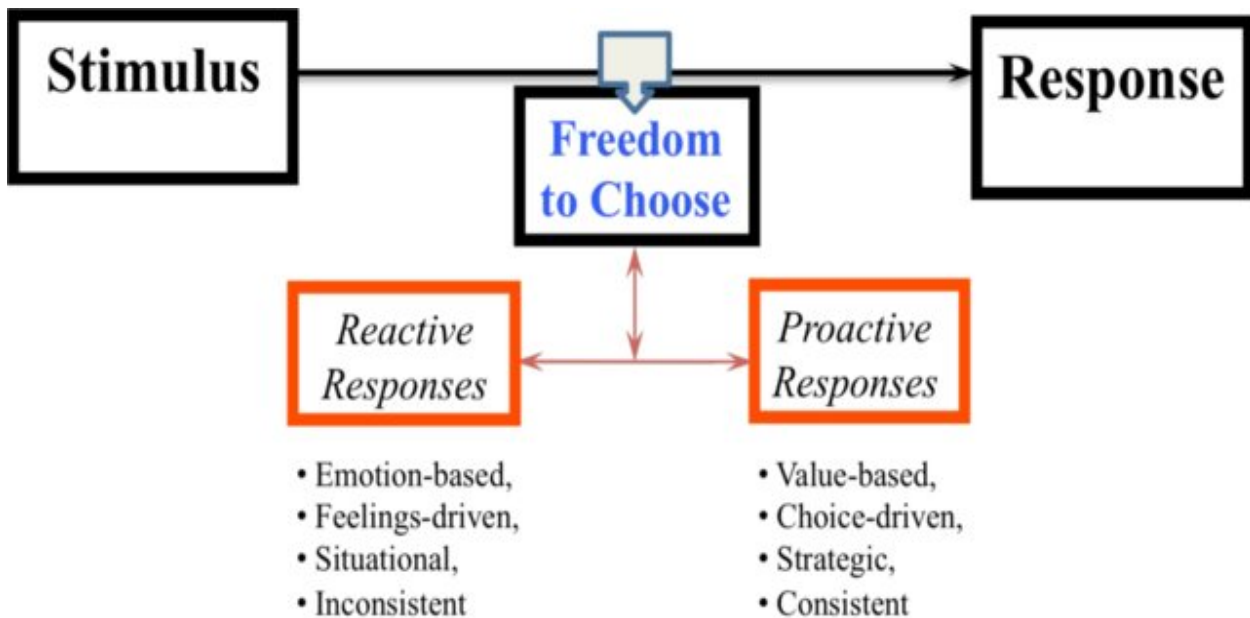 Stimulus
Response
Freedom
to Choose
Reactive
Responses
Proactive
Responses
• Emotion-based,
• Feelings-driven,
• Situational,
• Inconsistent
• Value-based,
• Choice-driven,
• Strategic,
• Consistent